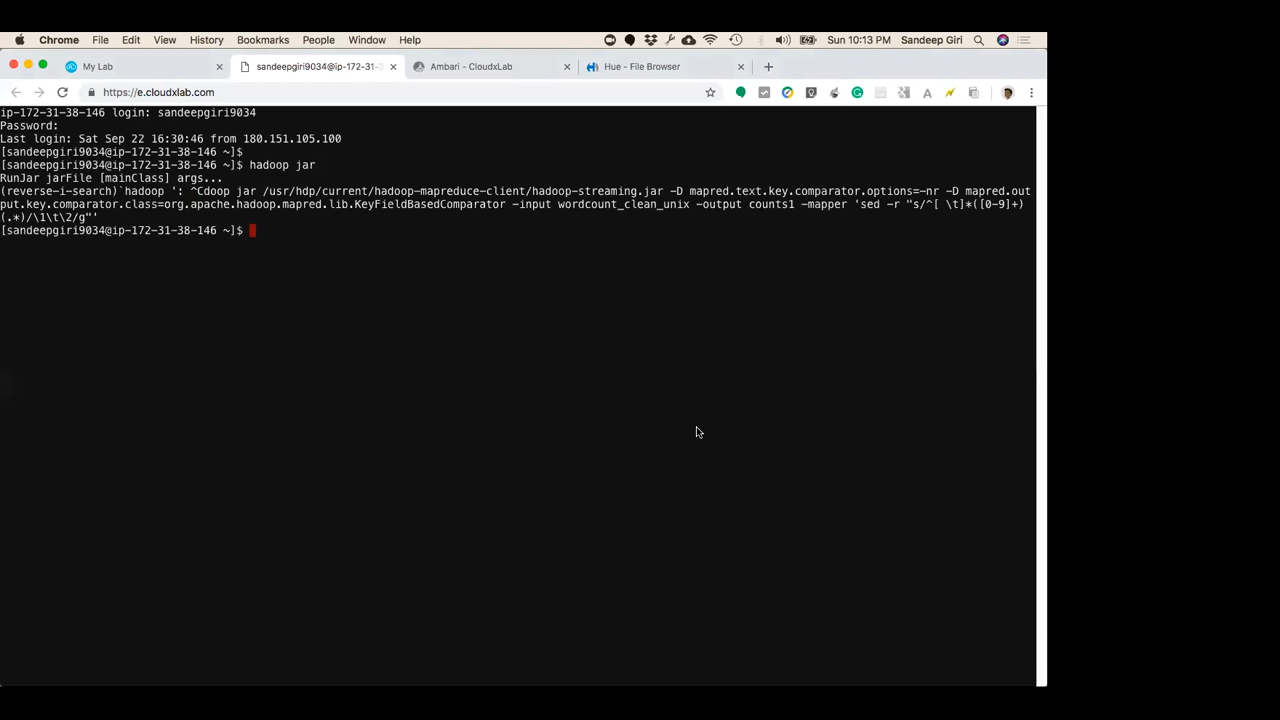 Chrome File Edit View History Bookmarks People Window Help Sun 10:13 PM Sandeep Giri
My Lab sandeepgiri9034@ip-172-31-3 Ambari - CloudxLab Hue - File Browser
https://e.cloudxlab.com
ip-172-31-38-146 login: sandeepgiri9034
Password:
Last login: Sat Sep 22 16:30:46 from 180.151.105.100
[sandeepgiri9034@ip-172-31-38-146 ~]$
[sandeepgiri9034@ip-172-31-38-146 ~]$ hadoop jar
RunJar jarFile [mainClass] args...
(reverse-i-search)`hadoop ': ^Cdoop jar /usr/hdp/current/hadoop-mapreduce-client/hadoop-streaming.jar -D mapred.text.key.comparator.options=-nr -D mapred.out
put.key.comparator.class=org.apache.hadoop.mapred.lib.KeyFieldBasedComparator -input wordcount_clean_unix -output counts1 -mapper 'sed -r "s/^[ \t]*([0-9]+)
(.*)/\1\t\2/g"'
[sandeepgiri9034@ip-172-31-38-146 ~]$